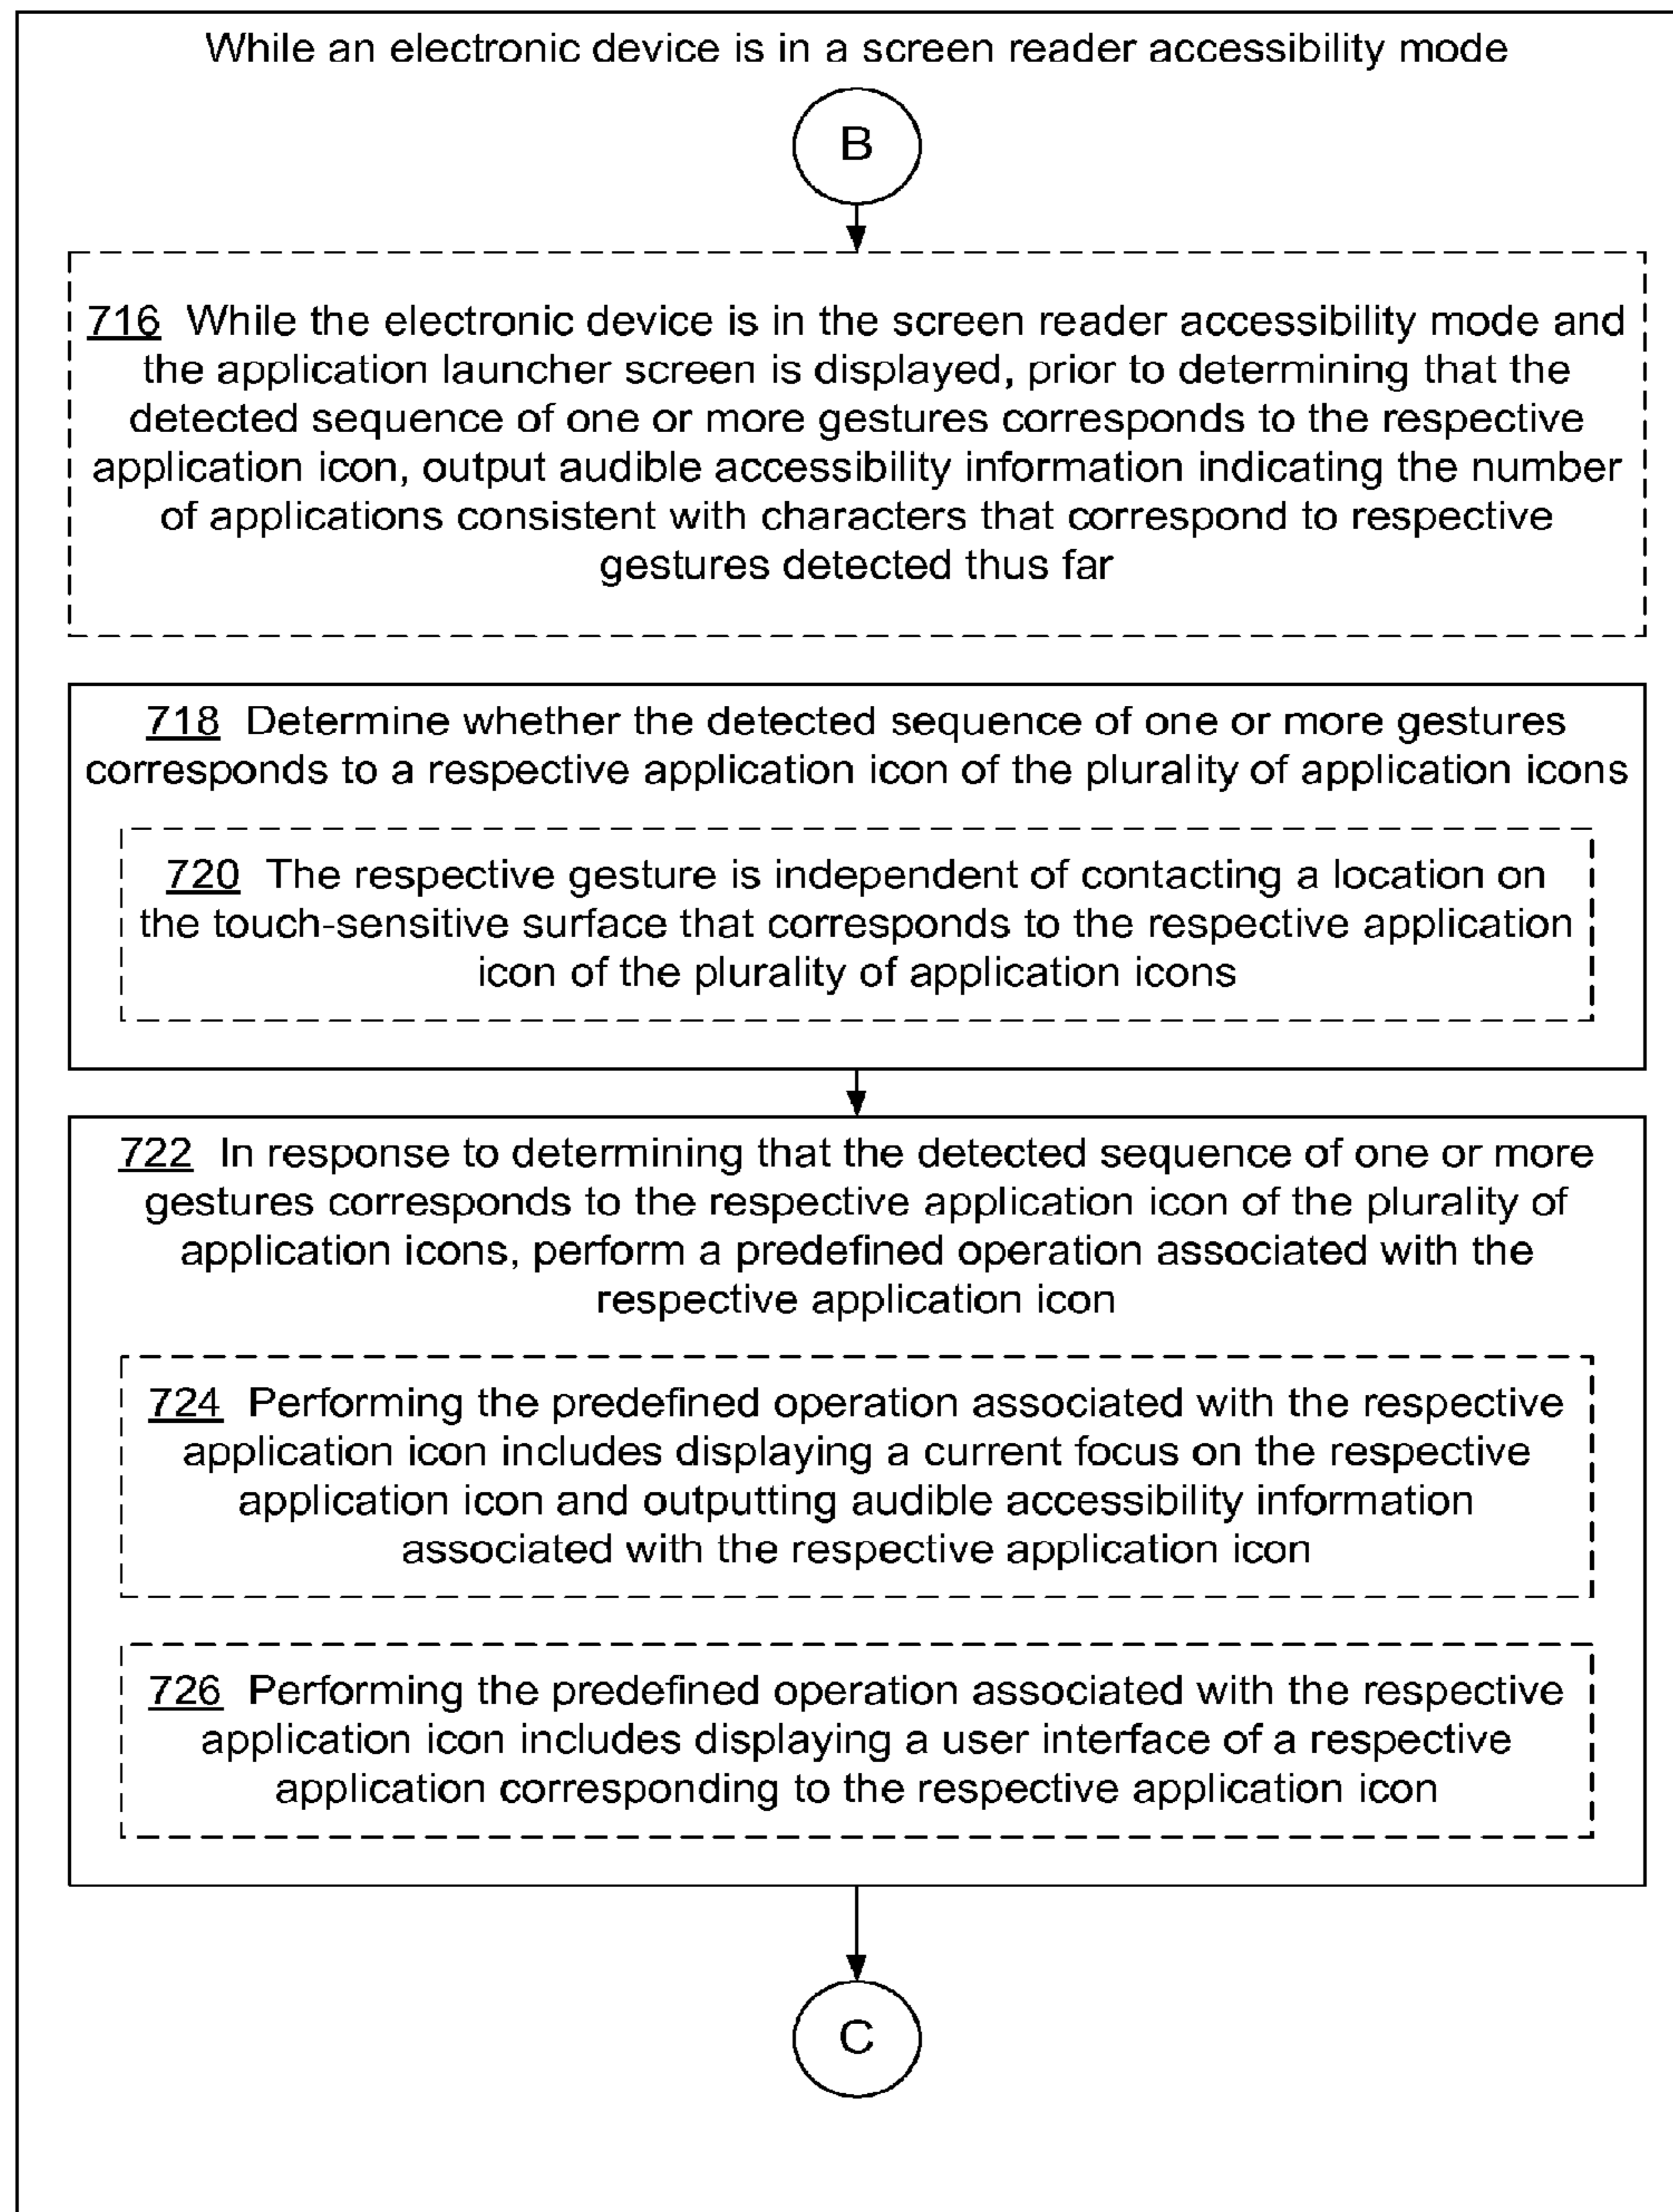 While an electronic device is in a screen reader accessibility mode
B
716 While the electronic device is in the screen reader accessibility mode and
the application launcher screen is displayed, prior to determining that the
detected sequence of one or more gestures corresponds to the respective
application icon, output audible accessibility information indicating the number
of applications consistent with characters that correspond to respective
gestures detected thus far
718 Determine whether the detected sequence of one or more gestures
corresponds to a respective application icon of the plurality of application icons
720 The respective gesture is independent of contacting a location on
the touch-sensitive surface that corresponds to the respective application
icon of the plurality of application icons
722 In response to determining that the detected sequence of one or more
gestures corresponds to the respective application icon of the plurality of
application icons, perform a predefined operation associated with the
respective application icon
724 Performing the predefined operation associated with the respective
application icon includes displaying a current focus on the respective
application icon and outputting audible accessibility information
associated with the respective application icon
726 Performing the predefined operation associated with the respective
application icon includes displaying a user interface of a respective
application corresponding to the respective application icon
C